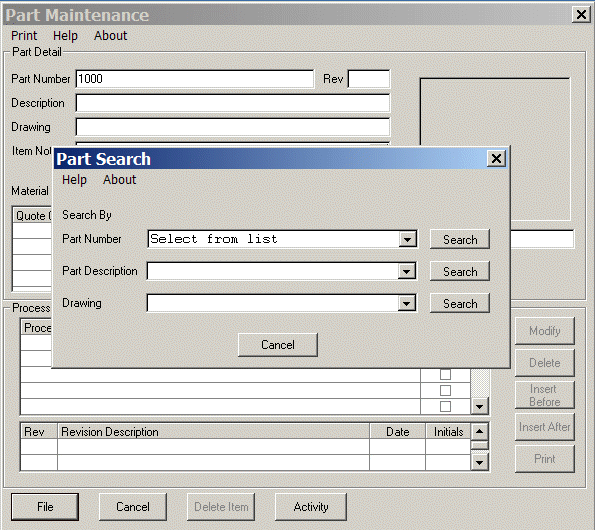 Part Maintenance
Print Help About
Part Detail
Part Number 1000 Rev
Description
Drawing
Item Not
Part Search
Help About
Search By
Part Number Select from list Search
Part Description Search
Drawing Search
Cancel
Material
Quote
Process
Proce
Modify
Delete
Insert Before
Insert After
Print
Rev Revision Description Date Initials
File Cancel Delete Item Activity